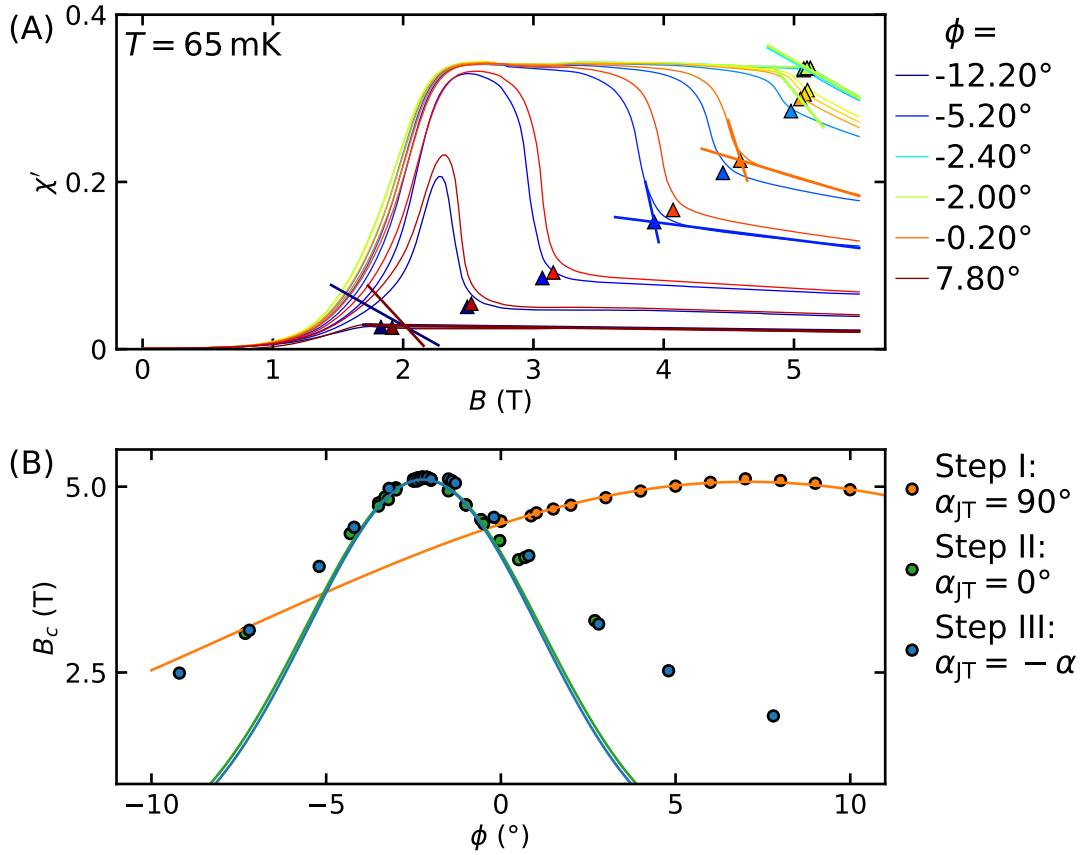 (A)
T = 65 mK
0.4
0.2
0
χ′
0 1 2 3 4 5
B (T)
ϕ =
-12.20°
-5.20°
-2.40°
-2.00°
-0.20°
7.80°
(B)
5.0
2.5
B_c (T)
−10 −5 0 5 10
ϕ (°)
Step I:
α_JT = 90°
Step II:
α_JT = 0°
Step III:
α_JT = −α